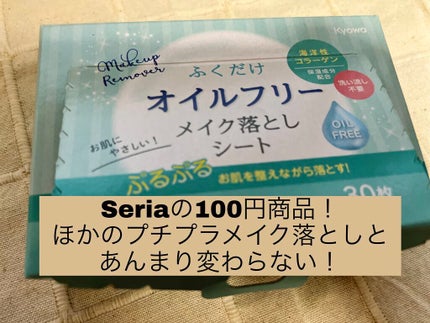 Kyowa
Makeup
Remover
海洋性
コラーゲン
保湿成分
配合
洗い流し
不要
ふくだけ
オイルフリー
メイク落とし
シート
お肌に
やさしい！
OIL
FREE
ぷるぷる
お肌を整えながら落とす!
30枚
Seriaの100円商品！
ほかのプチプラメイク落としと
あんまり変わらない！